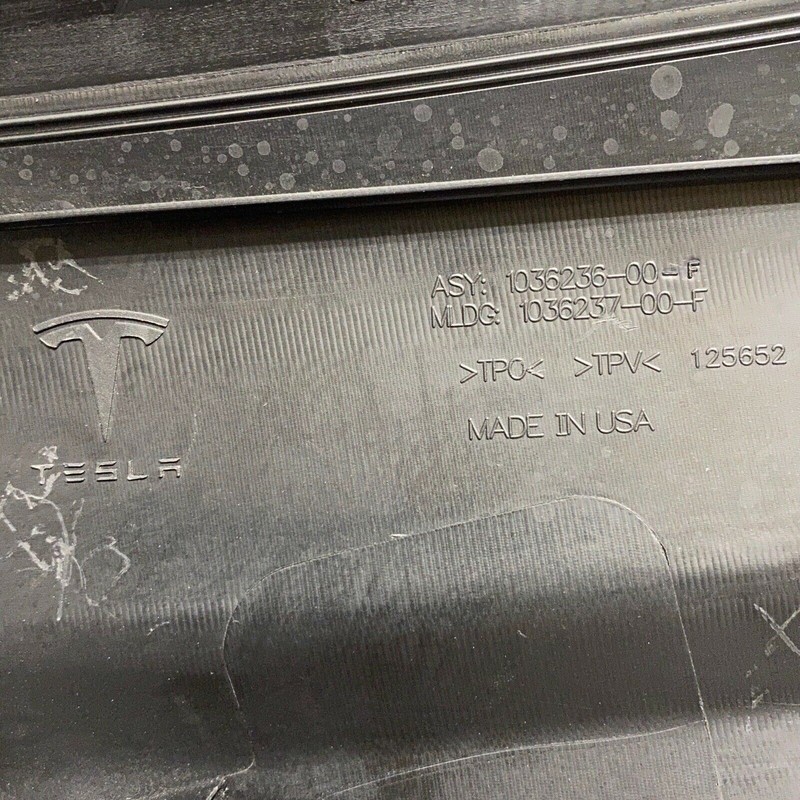 ASY: 1036236-00-F
MLDG: 1036237-00-F
>TPO< >TPV< 125652
MADE IN USA
TESLA